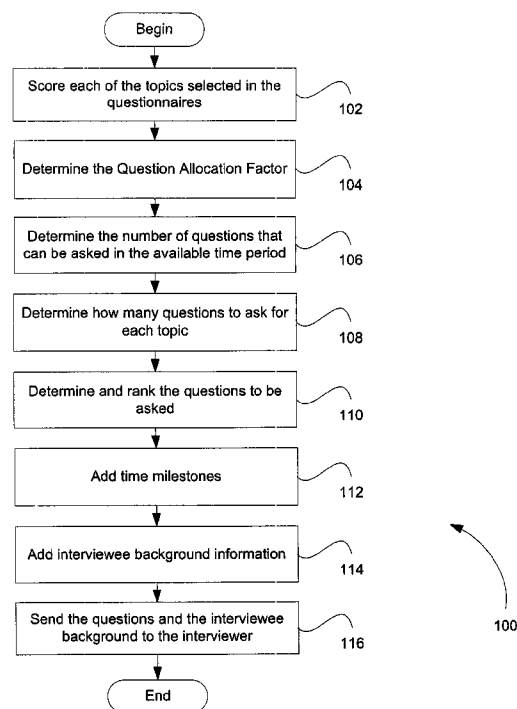 Begin
Score each of the topics selected in the
questionnaires
102
Determine the Question Allocation Factor
104
Determine the number of questions that
can be asked in the available time period
106
Determine how many questions to ask for
each topic
108
Determine and rank the questions to be
asked
110
Add time milestones
112
Add interviewee background information
114
Send the questions and the interviewee
background to the interviewer
116
100
End